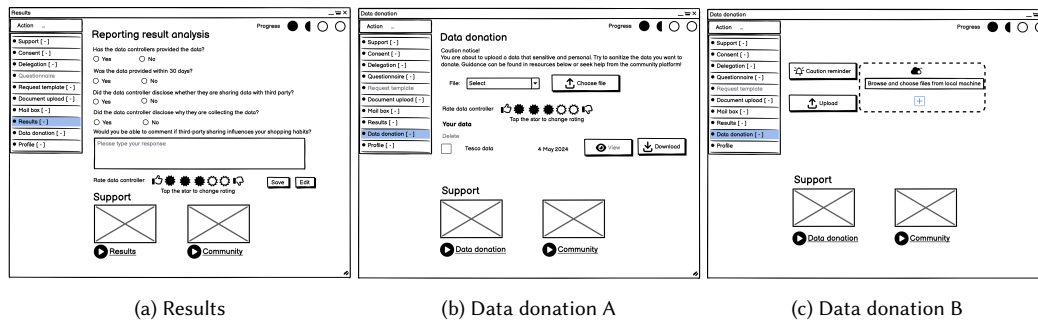 Results
Action
Progress
Support [ - ]
Consent [ - ]
Delegation [ - ]
Questionnaire
Request template [ - ]
Document uplood [ - ]
Mail box [ - ]
Results [ - ]
Data donation [ - ]
Profile [ - ]
Reporting result analysis
Has the data controllers provided the data?
Yes No
Was the data provided within 30 days?
Yes No
Did the data controller disclose whether they are sharing data with third party?
Yes No
Did the data controller disclose why they are collecting the data?
Yes No
Would you be able to comment if third-party sharing influences your shopping habits?
Please type your response
Rate data controller
Tap the star to change rating
Save Edit
Support
Results Community
(a) Results
Data donation
Action
Progress
Support [ - ]
Consent [ - ]
Delegation [ - ]
Questionnaire [ - ]
Request template
Document uplood [ - ]
Mail box [ - ]
Results [ - ]
Data donation [ - ]
Profile [ - ]
Data donation
Caution notice!
You are about to upload a data that sensitive and personal. Try to sanitize the data you want to
donate. Guidance can be found in resources below or seek help from the community platform!
File: Select Choose file
Rate data controller
Tap the star to change rating
Your data
Delete
Tesco data 4 May 2024 View Download
Support
Data donation Community
(b) Data donation A
Data donation
Action
Progress
Support [ - ]
Consent [ - ]
Delegation [ - ]
Questionnaire [ - ]
Request template
Document uplood [ - ]
Mail box [ - ]
Results [ - ]
Data donation [ - ]
Profile
Caution reminder
Upload
Browse and choose files from local machine
Support
Data donation Community
(c) Data donation B